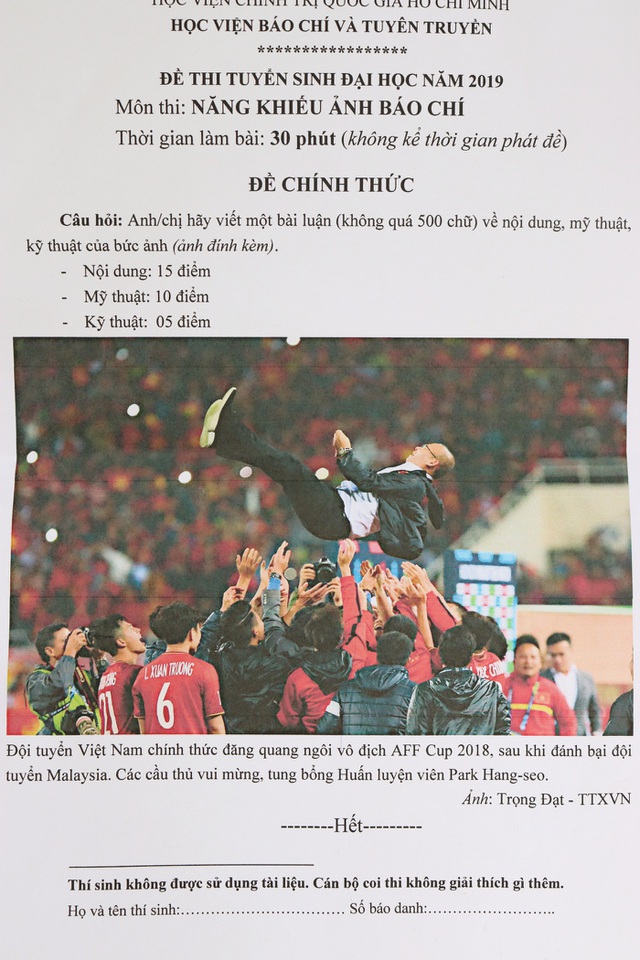 HỌC VIỆN CHÍNH TRỊ QUỐC GIA HỒ CHÍ MINH
HỌC VIỆN BÁO CHÍ VÀ TUYÊN TRUYỀN
*****************
ĐỀ THI TUYỂN SINH ĐẠI HỌC NĂM 2019
Môn thi: NĂNG KHIẾU ẢNH BÁO CHÍ
Thời gian làm bài: 30 phút (không kể thời gian phát đề)
ĐỀ CHÍNH THỨC
Câu hỏi: Anh/chị hãy viết một bài luận (không quá 500 chữ) về nội dung, mỹ thuật,
kỹ thuật của bức ảnh (ảnh đính kèm).
- Nội dung: 15 điểm
- Mỹ thuật: 10 điểm
- Kỹ thuật: 05 điểm
L.XUAN TRUONG
6
21
Đội tuyển Việt Nam chính thức đăng quang ngôi vô địch AFF Cup 2018, sau khi đánh bại đội
tuyển Malaysia. Các cầu thủ vui mừng, tung bổng Huấn luyện viên Park Hang-seo.
Ảnh: Trọng Đạt - TTXVN
--------Hết---------
Thí sinh không được sử dụng tài liệu. Cán bộ coi thi không giải thích gì thêm.
Họ và tên thí sinh:…………………………… Số báo danh:……………………..